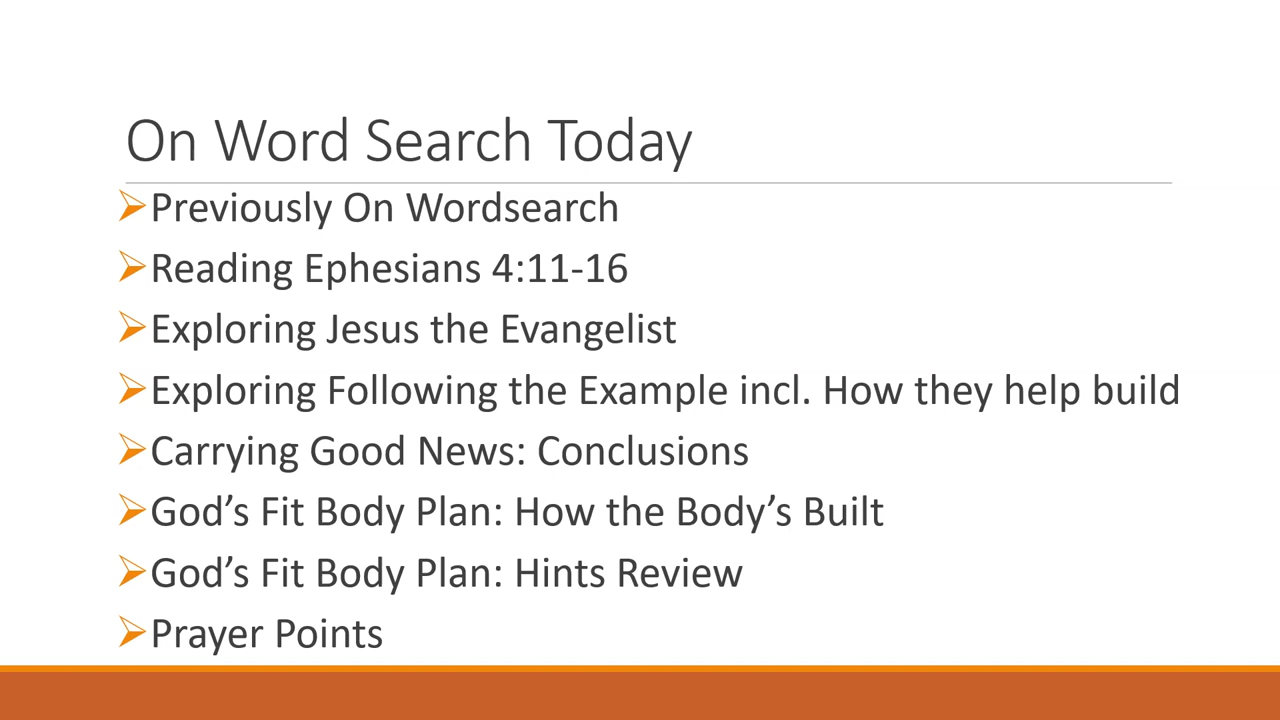 On Word Search Today
Previously On Wordsearch
Reading Ephesians 4:11-16
Exploring Jesus the Evangelist
Exploring Following the Example incl. How they help build
Carrying Good News: Conclusions
God’s Fit Body Plan: How the Body’s Built
God’s Fit Body Plan: Hints Review
Prayer Points